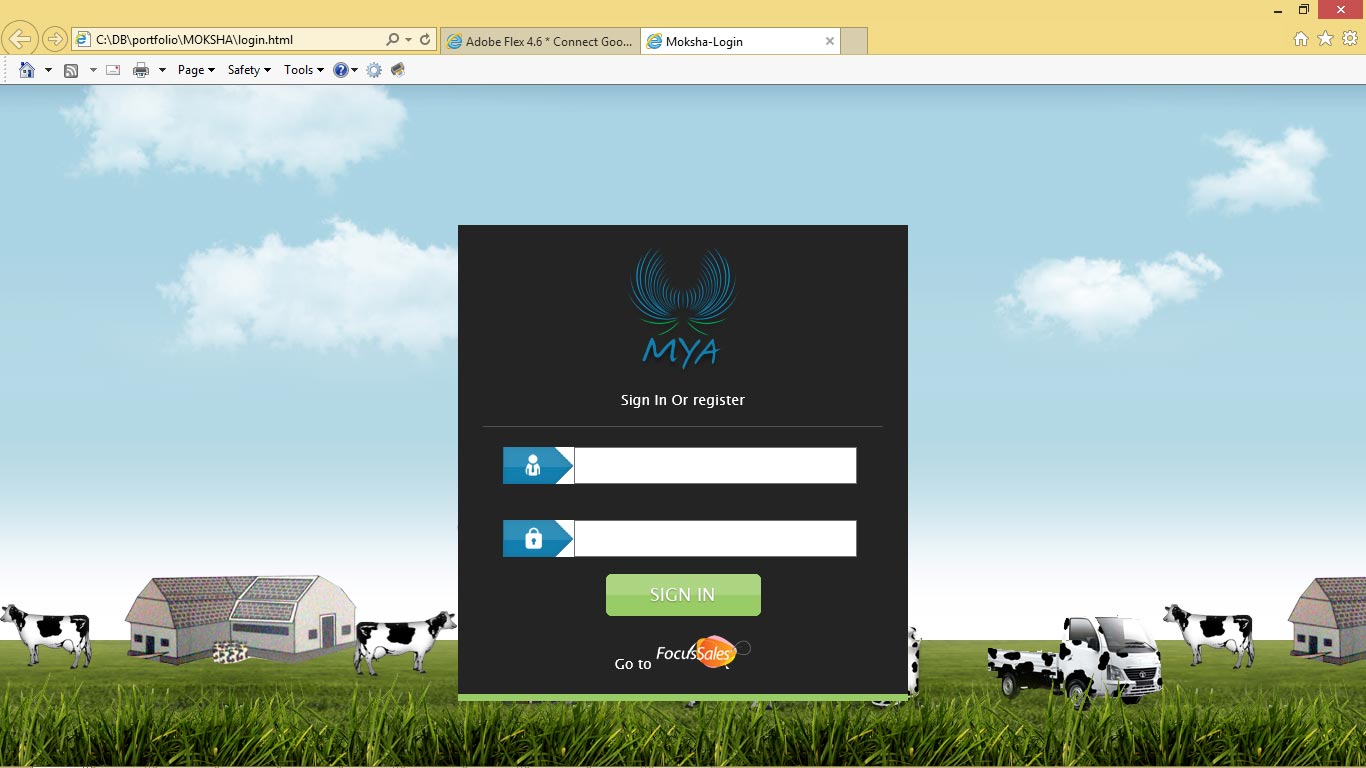 C:\DB\portfolio\MOKSHA\login.html
Adobe Flex 4.6 * Connect Goo...
Moksha-Login
Page
Safety
Tools
MYA
Sign In Or register
SIGN IN
Go to FocusSales